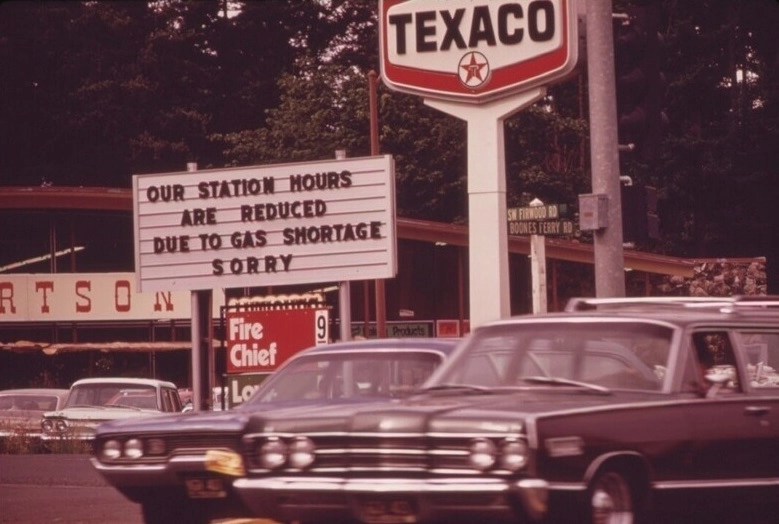 TEXACO
T
OUR STATION HOURS
ARE REDUCED
DUE TO GAS SHORTAGE
SORRY
SW FIRWOOD RD
BOONES FERRY RD
RTSON
Fire
Chief
9
Products